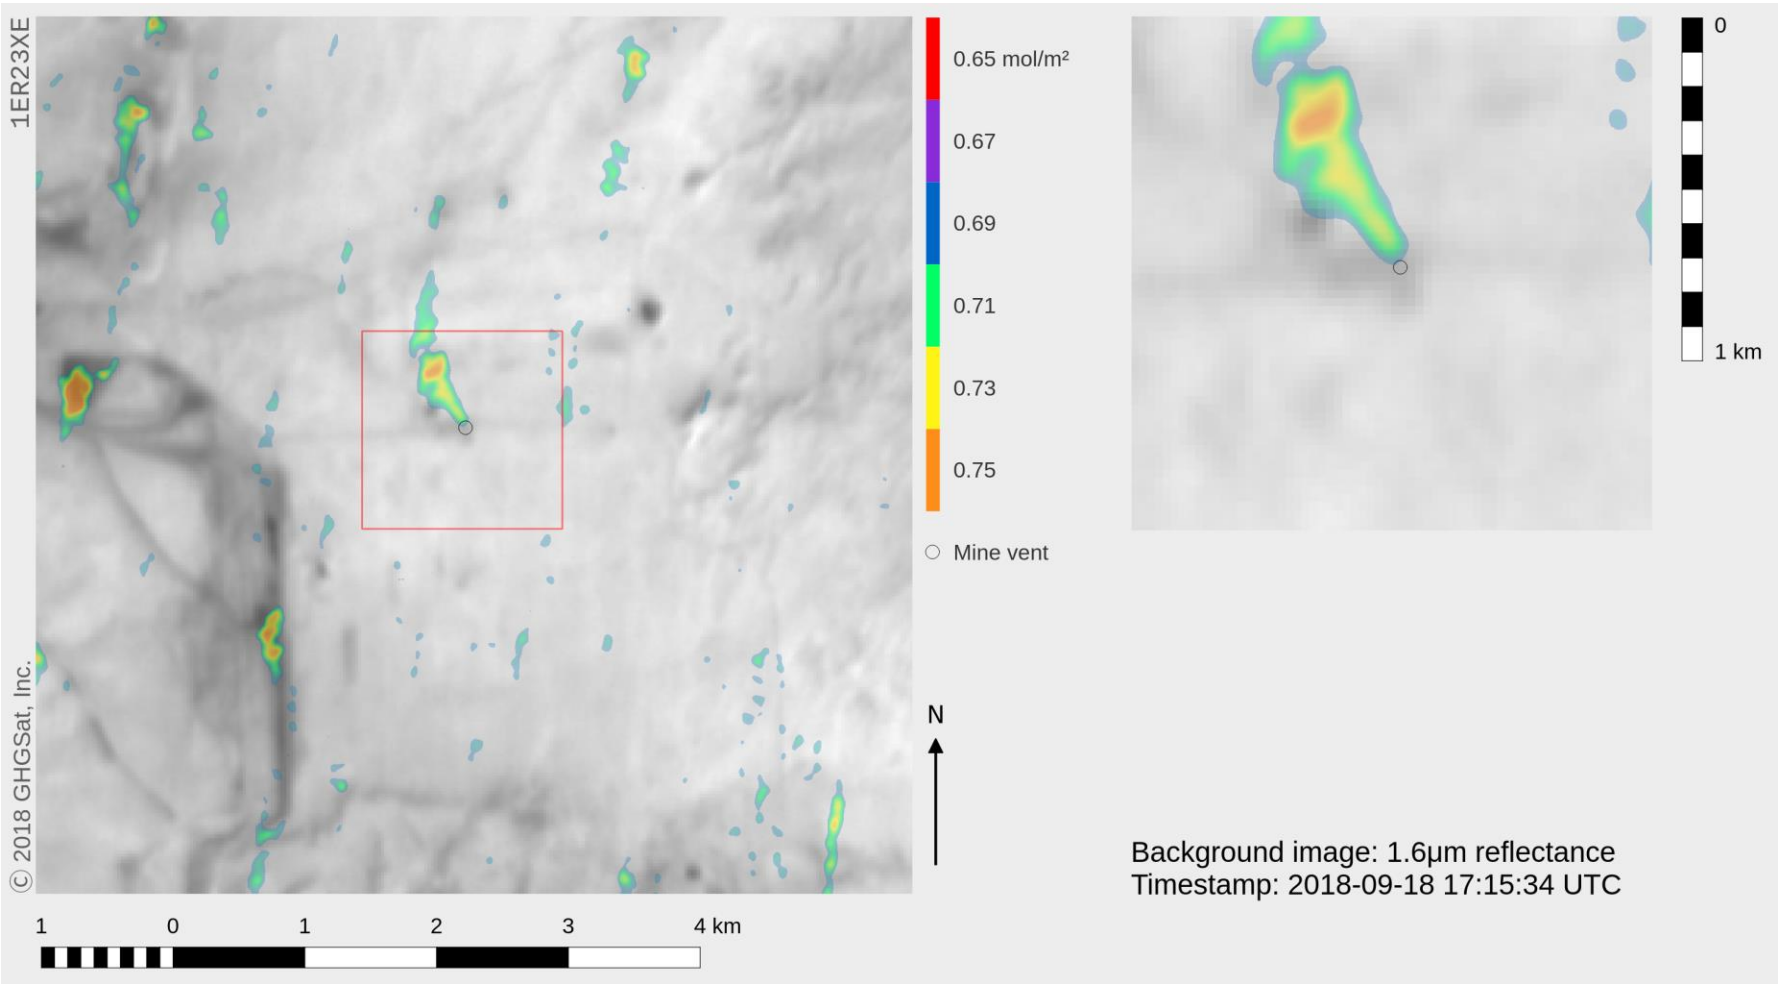 1ER23XE
© 2018 GHGSat, Inc.
0.65 mol/m²
0.67
0.69
0.71
0.73
0.75
Mine vent
N
1 0 1 2 3 4 km
0
1 km
Background image: 1.6μm reflectance
Timestamp: 2018-09-18 17:15:34 UTC